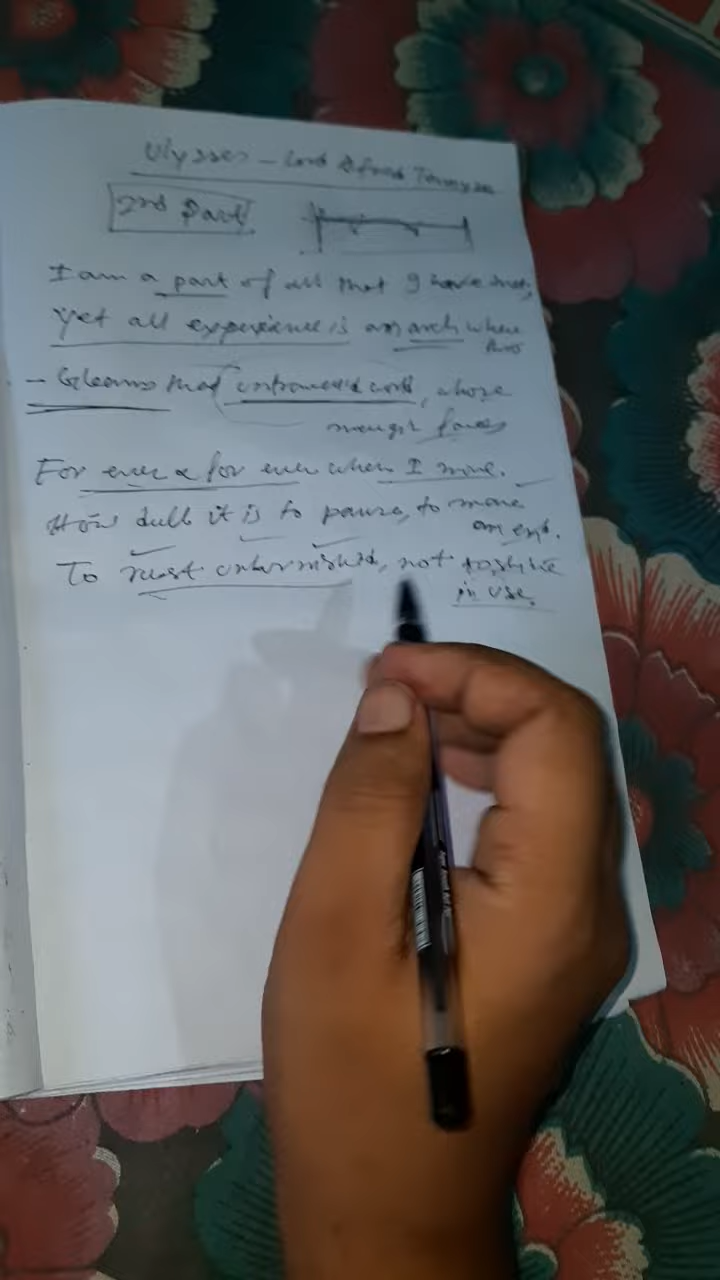 Ulysses - Lord Alfred Tennyson
2nd Part
I am a part of all that I have met,
Yet all experience is an arch where
thro'
- Gleams that untravelled world, whose
margin fades
For ever & for ever when I move.
How dull it is to pause, to make
an end.
To rust unburnished, not to shine
in use.